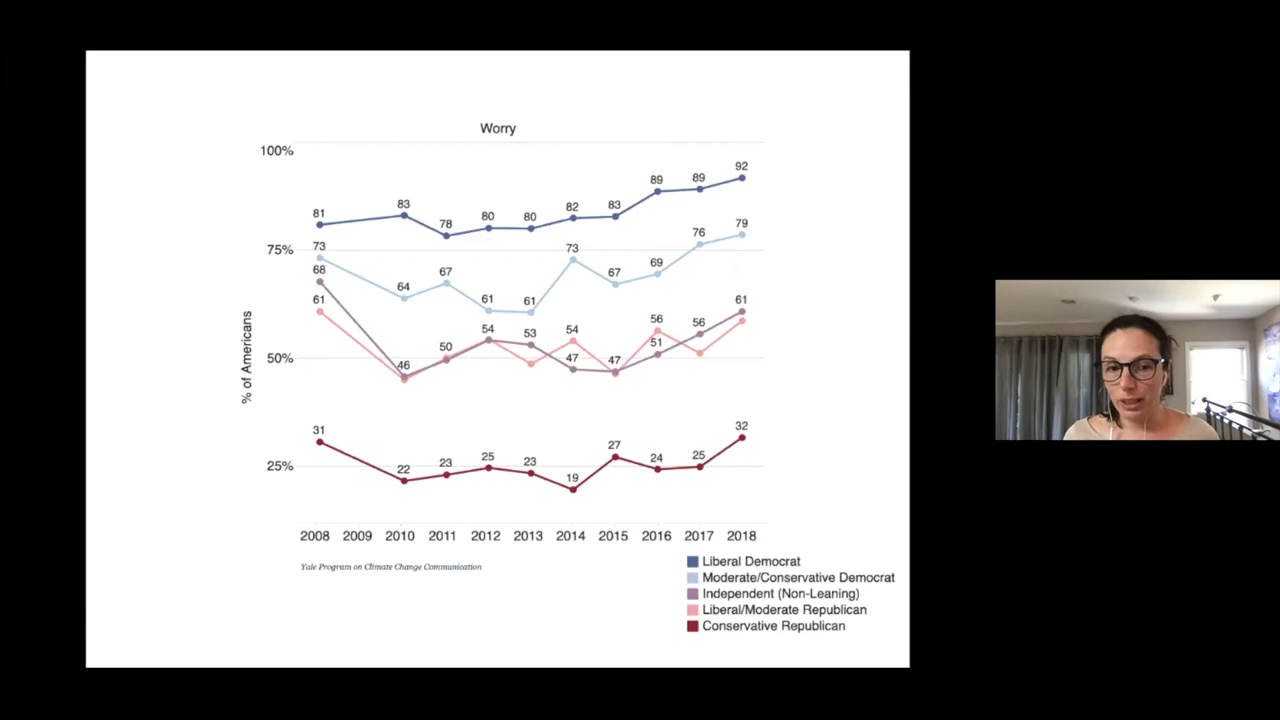 Worry
100%
75%
50%
25%
% of Americans
81 83 78 80 80 82 83 89 89 92
73 64 67 61 61 73 67 69 76 79
68 46 50 54 53 47 47 51 56 61
61 54 56
31 22 23 25 23 19 27 24 25 32
2008 2009 2010 2011 2012 2013 2014 2015 2016 2017 2018
Yale Program on Climate Change Communication
Liberal Democrat
Moderate/Conservative Democrat
Independent (Non-Leaning)
Liberal/Moderate Republican
Conservative Republican